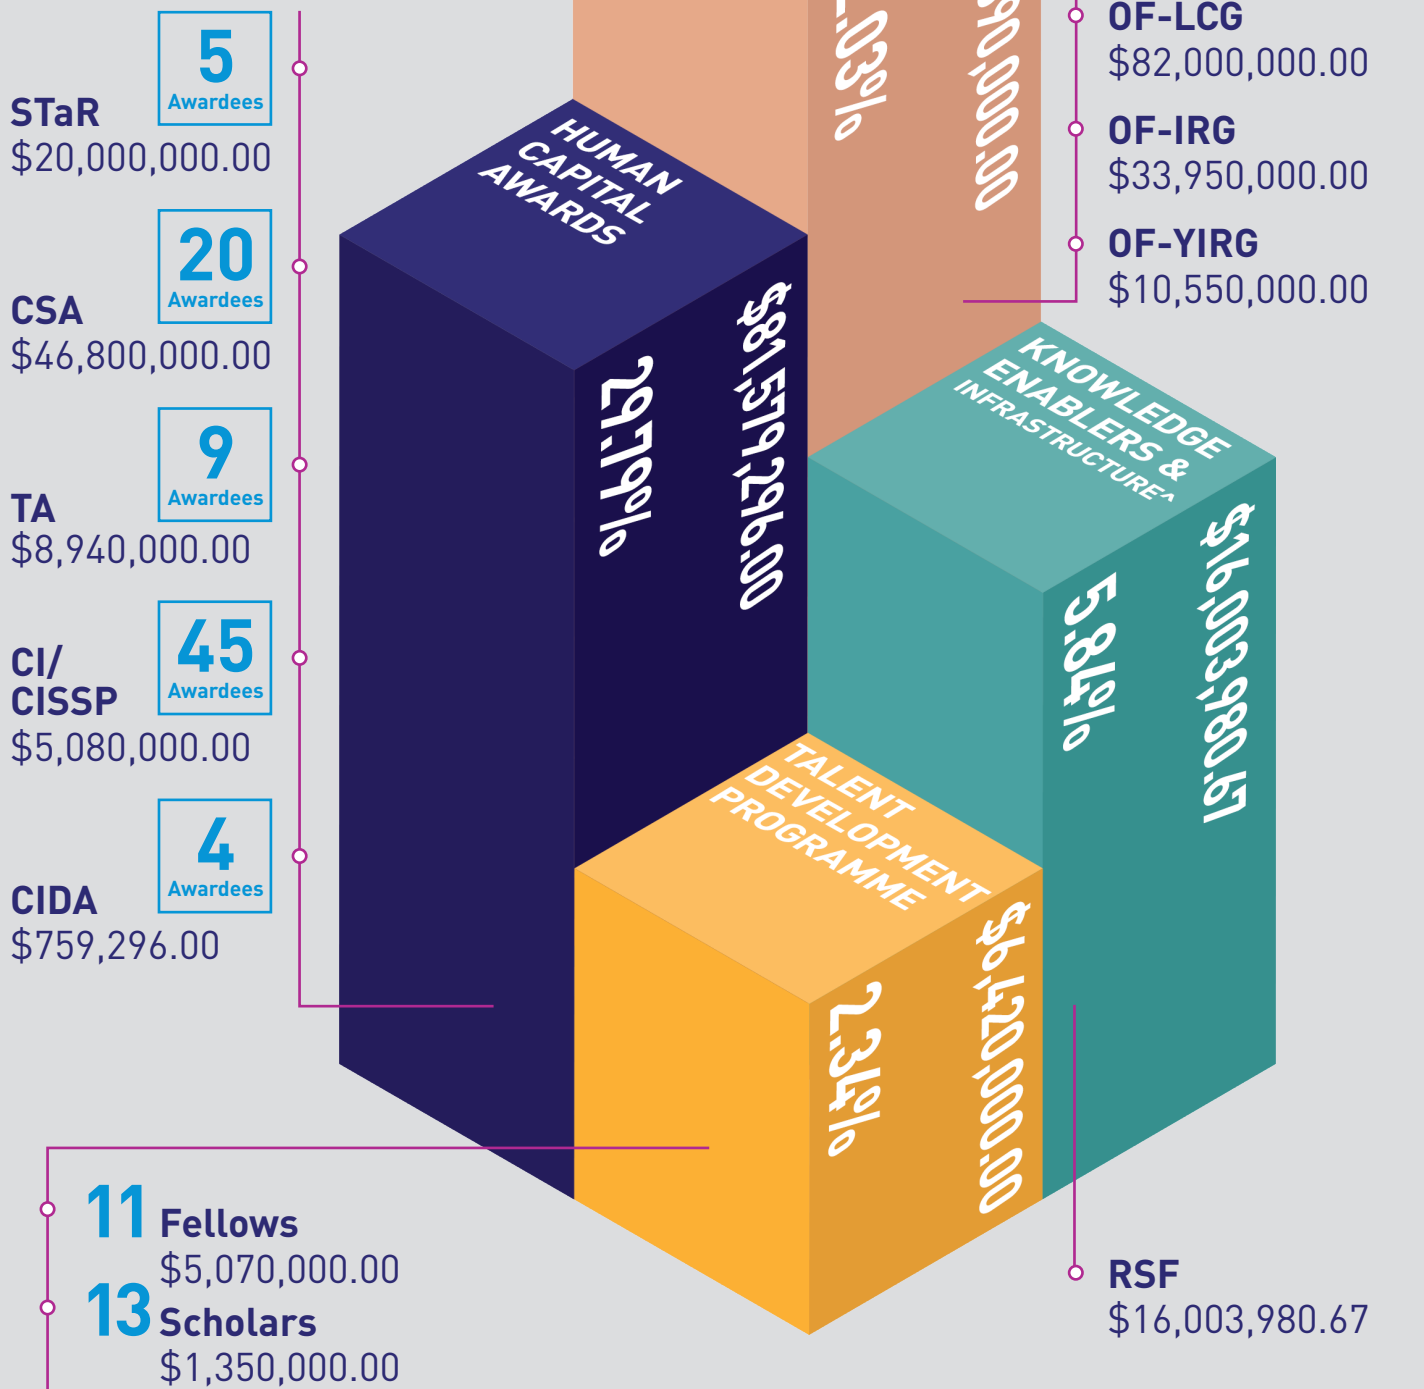 5
Awardees
STaR
$20,000,000.00
20
Awardees
CSA
$46,800,000.00
9
Awardees
TA
$8,940,000.00
45
Awardees
CI/
CISSP
$5,080,000.00
4
Awardees
CIDA
$759,296.00
HUMAN
CAPITAL
AWARDS
29.79%
$81,579,296.00
OF-LCG
$82,000,000.00
OF-IRG
$33,950,000.00
OF-YIRG
$10,550,000.00
KNOWLEDGE
ENABLERS &
INFRASTRUCTURE^
5.84%
$16,003,980.67
TALENT
DEVELOPMENT
PROGRAMME
2.34%
$6,420,000.00
11 Fellows
$5,070,000.00
13 Scholars
$1,350,000.00
RSF
$16,003,980.67